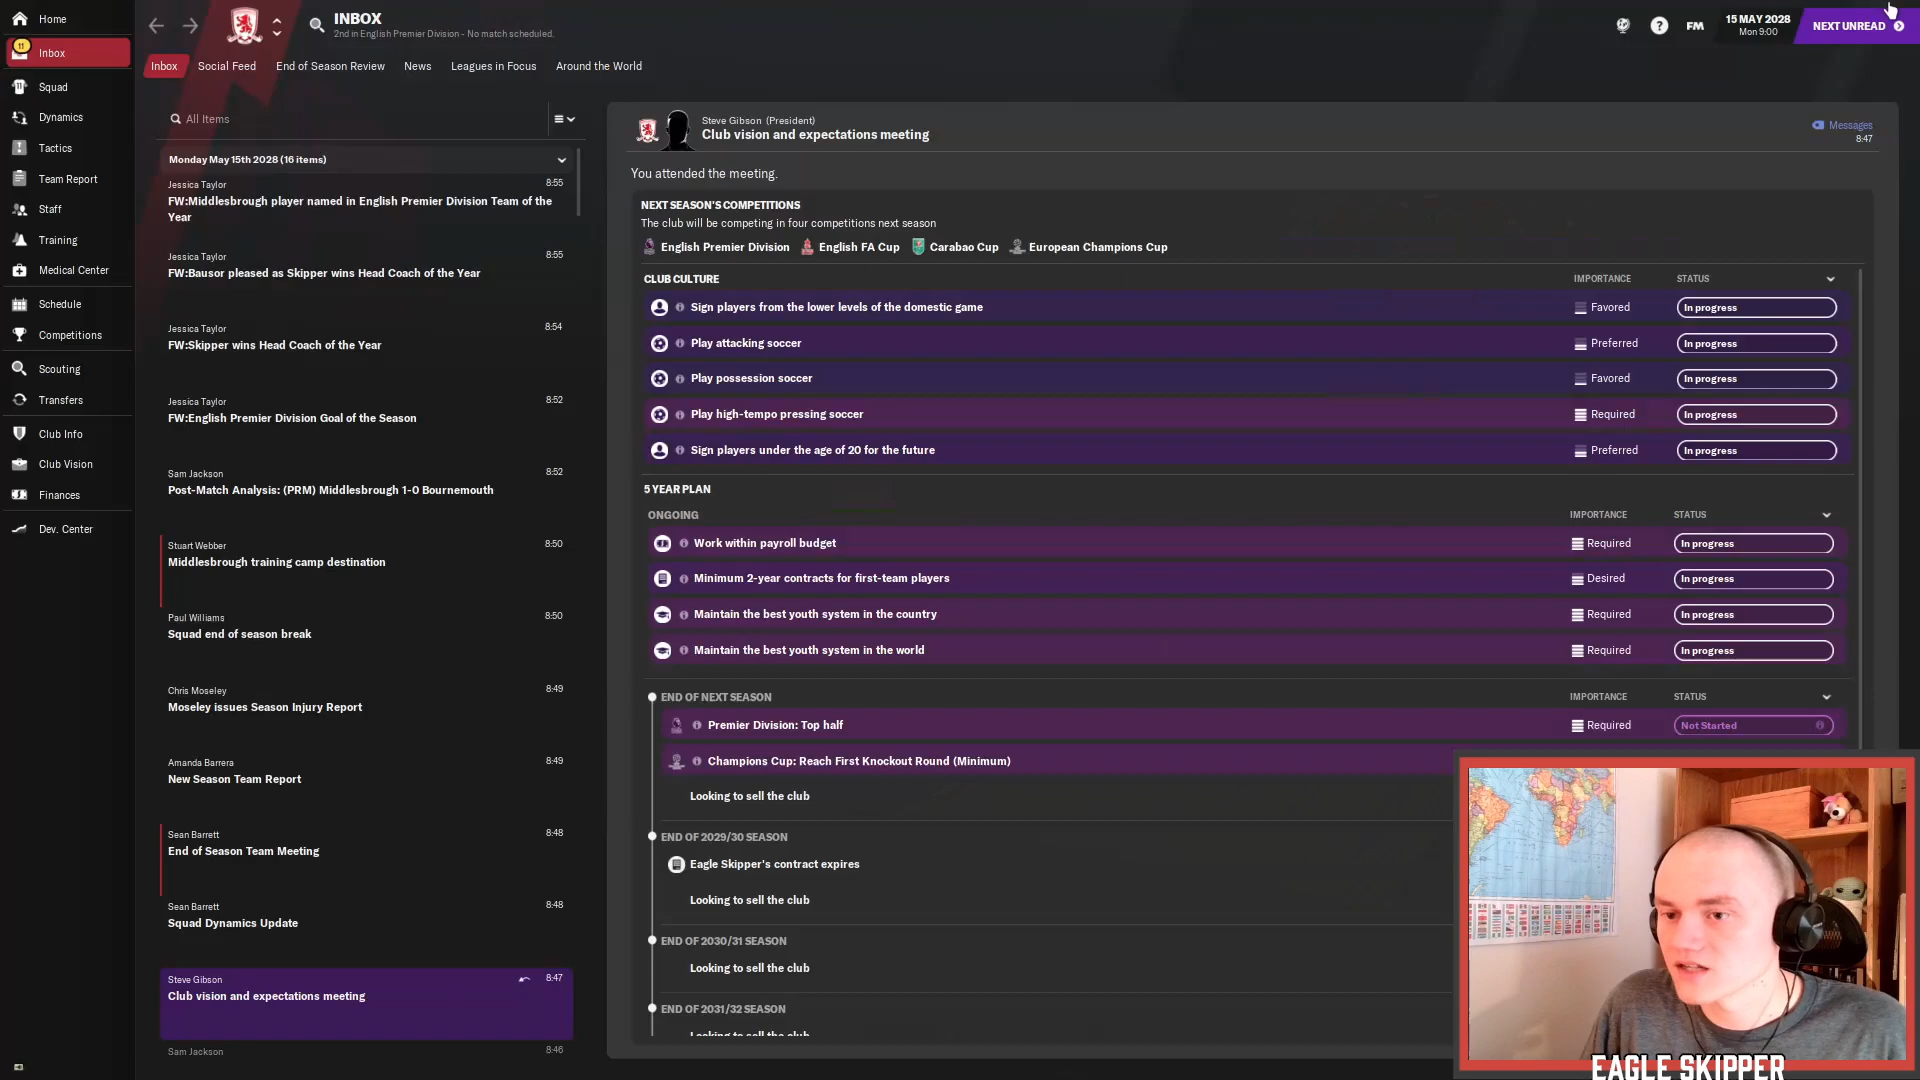 Home
Inbox
11
Squad
Dynamics
Tactics
Team Report
Staff
Training
Medical Center
Schedule
Competitions
Scouting
Transfers
Club Info
Club Vision
Finances
Dev. Center
INBOX
2nd in English Premier Division - No match scheduled.
FM
15 MAY 2028
Mon 9:00
NEXT UNREAD
Inbox
Social Feed
End of Season Review
News
Leagues in Focus
Around the World
All Items
Monday May 15th 2028 (16 items)
Jessica Taylor 8:55
FW:Middlesbrough player named in English Premier Division Team of the
Year
Jessica Taylor 8:55
FW:Bausor pleased as Skipper wins Head Coach of the Year
Jessica Taylor 8:54
FW:Skipper wins Head Coach of the Year
Jessica Taylor 8:52
FW:English Premier Division Goal of the Season
Sam Jackson 8:52
Post-Match Analysis: (PRM) Middlesbrough 1-0 Bournemouth
Stuart Webber 8:50
Middlesbrough training camp destination
Paul Williams 8:50
Squad end of season break
Chris Moseley 8:49
Moseley issues Season Injury Report
Amanda Barrera 8:49
New Season Team Report
Sean Barrett 8:48
End of Season Team Meeting
Sean Barrett 8:48
Squad Dynamics Update
Steve Gibson 8:47
Club vision and expectations meeting
Sam Jackson 8:46
Steve Gibson (President)
Club vision and expectations meeting
Messages
8:47
You attended the meeting.
NEXT SEASON'S COMPETITIONS
The club will be competing in four competitions next season
English Premier Division English FA Cup Carabao Cup European Champions Cup
CLUB CULTURE IMPORTANCE STATUS
Sign players from the lower levels of the domestic game Favored In progress
Play attacking soccer Preferred In progress
Play possession soccer Favored In progress
Play high-tempo pressing soccer Required In progress
Sign players under the age of 20 for the future Preferred In progress
5 YEAR PLAN
ONGOING IMPORTANCE STATUS
Work within payroll budget Required In progress
Minimum 2-year contracts for first-team players Desired In progress
Maintain the best youth system in the country Required In progress
Maintain the best youth system in the world Required In progress
END OF NEXT SEASON IMPORTANCE STATUS
Premier Division: Top half Required Not Started
Champions Cup: Reach First Knockout Round (Minimum)
Looking to sell the club
END OF 2029/30 SEASON
Eagle Skipper's contract expires
Looking to sell the club
END OF 2030/31 SEASON
Looking to sell the club
END OF 2031/32 SEASON
Looking to sell the club
EAGLE SKIPPER